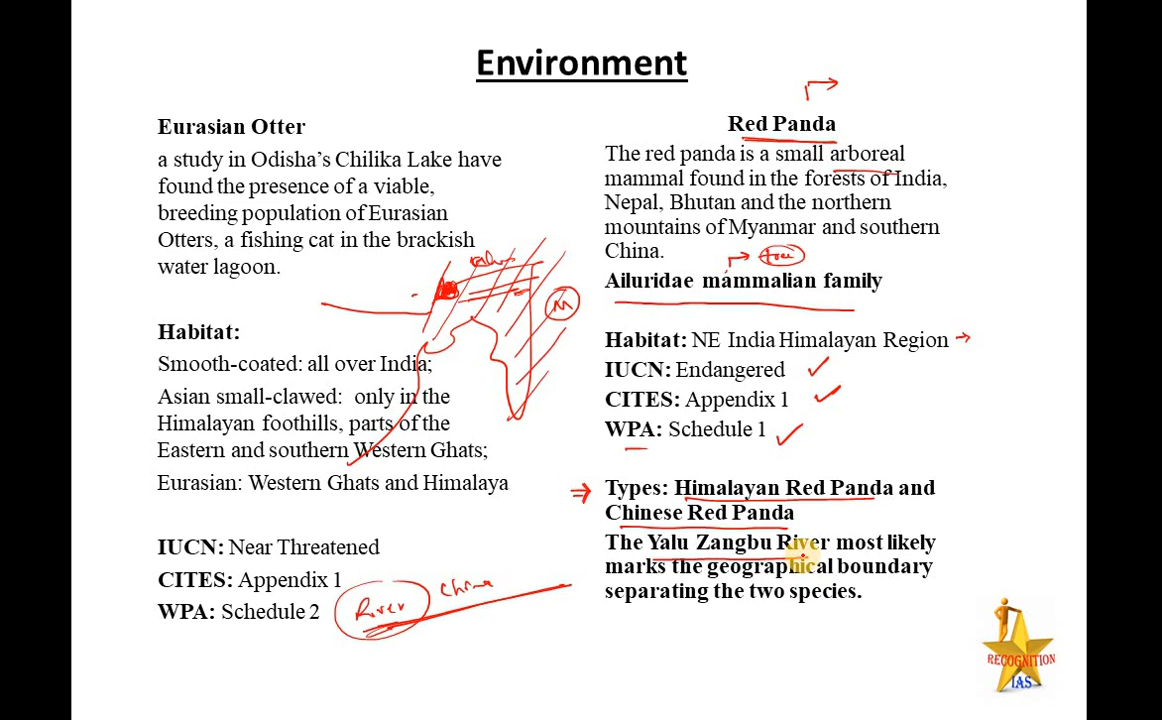 Environment
Eurasian Otter
a study in Odisha's Chilika Lake have
found the presence of a viable,
breeding population of Eurasian
Otters, a fishing cat in the brackish
water lagoon.
Habitat:
Smooth-coated: all over India;
Asian small-clawed: only in the
Himalayan foothills, parts of the
Eastern and southern Western Ghats;
Eurasian: Western Ghats and Himalaya
IUCN: Near Threatened
CITES: Appendix 1
WPA: Schedule 2
River
China
Red Panda
The red panda is a small arboreal
mammal found in the forests of India,
Nepal, Bhutan and the northern
mountains of Myanmar and southern
China.
tree
Ailuridae mammalian family
M
Habitat: NE India Himalayan Region
IUCN: Endangered
CITES: Appendix 1
WPA: Schedule 1
Types: Himalayan Red Panda and
Chinese Red Panda
The Yalu Zangbu River most likely
marks the geographical boundary
separating the two species.
RECOGNITION
IAS